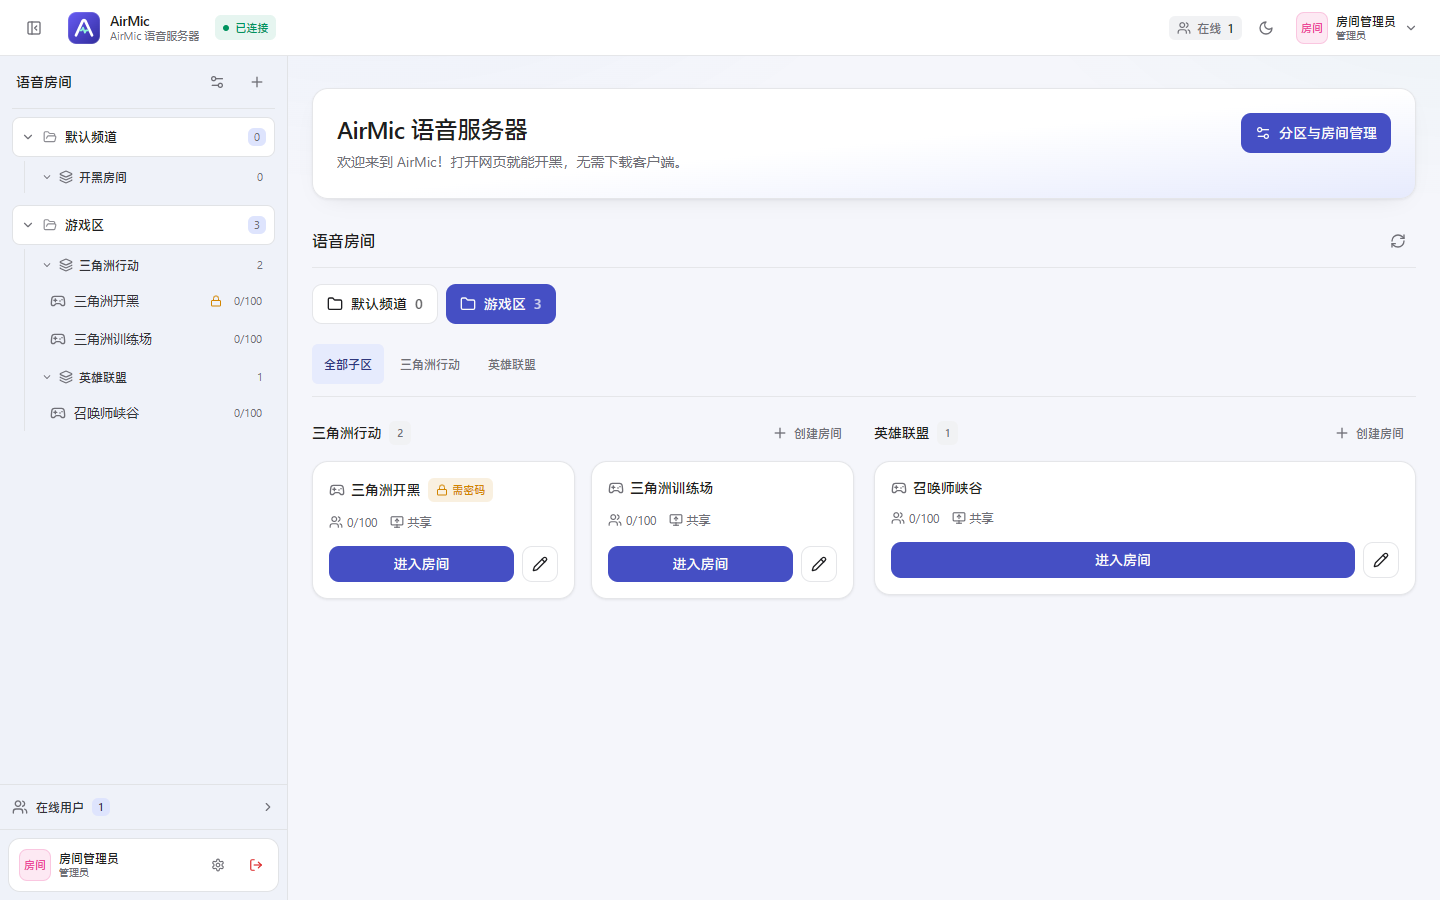 AirMic
AirMic 语音服务器
已连接
在线 1
房间
房间管理员
管理员
语音房间
默认频道 0
开黑房间 0
游戏区 3
三角洲行动 2
三角洲开黑 0/100
三角洲训练场 0/100
英雄联盟 1
召唤师峡谷 0/100
在线用户 1
房间
房间管理员
管理员
AirMic 语音服务器
欢迎来到 AirMic！打开网页就能开黑，无需下载客户端。
分区与房间管理
语音房间
默认频道 0
游戏区 3
全部子区
三角洲行动
英雄联盟
三角洲行动 2
创建房间
三角洲开黑
需密码
0/100
共享
进入房间
三角洲训练场
0/100
共享
进入房间
英雄联盟 1
创建房间
召唤师峡谷
0/100
共享
进入房间